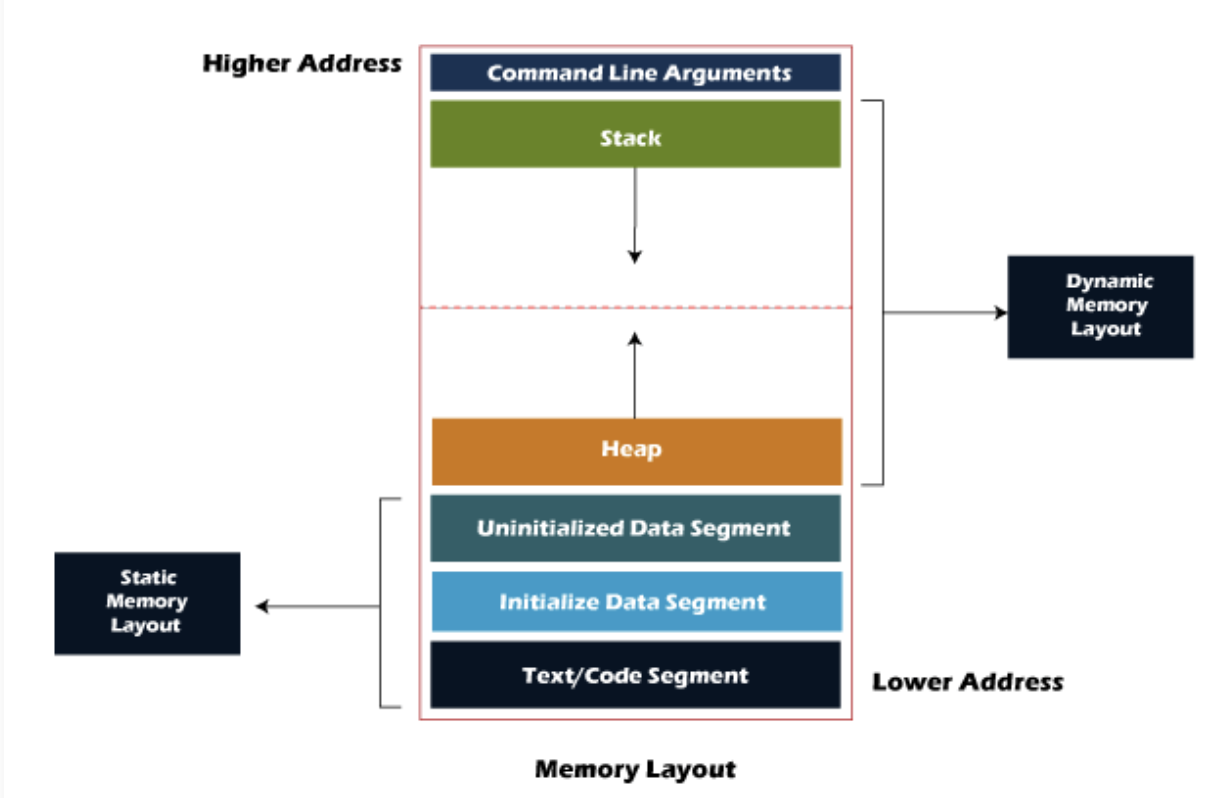 Higher Address
Command Line Arguments
Stack
Dynamic
Memory
Layout
Heap
Uninitialized Data Segment
Static
Memory
Layout
Initialize Data Segment
Text/Code Segment
Lower Address
Memory Layout